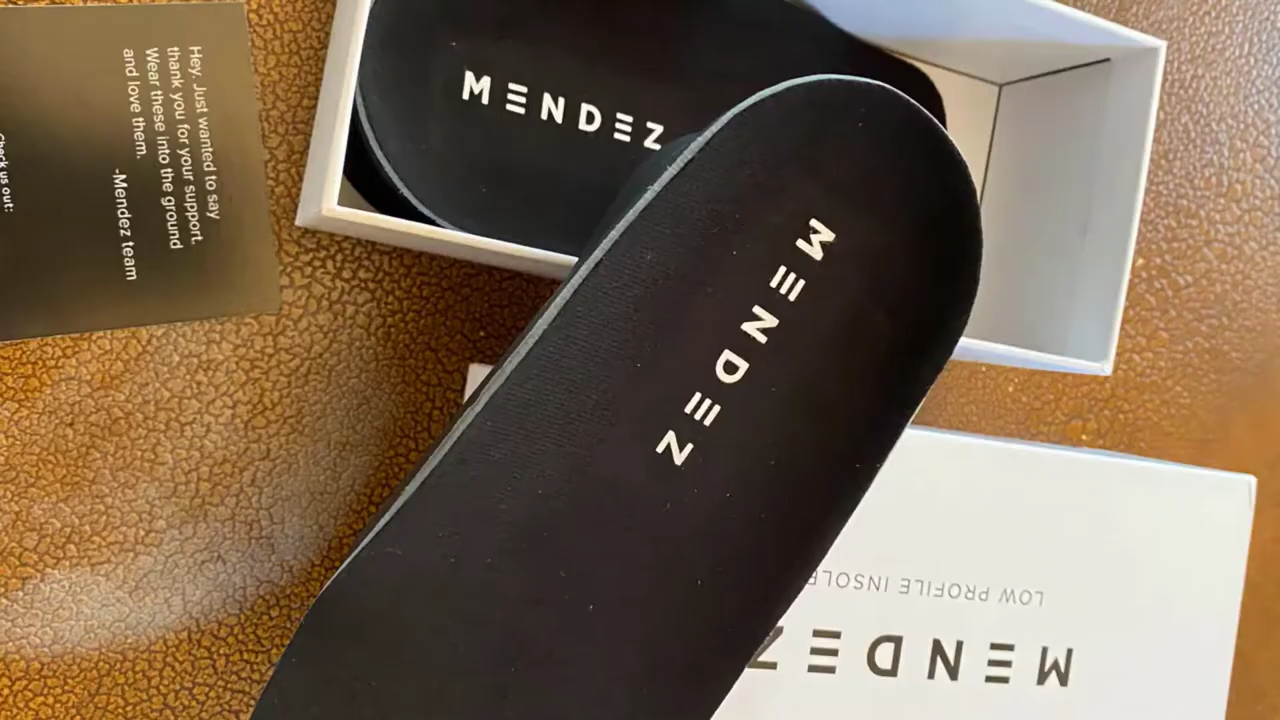 Hey. Just wanted to say
thank you for your support.
Wear these into the ground
and love them.
-Mendez team
Check us out:
MENDEZ
MENDEZ
LOW PROFILE INSOLE
MENDEZ